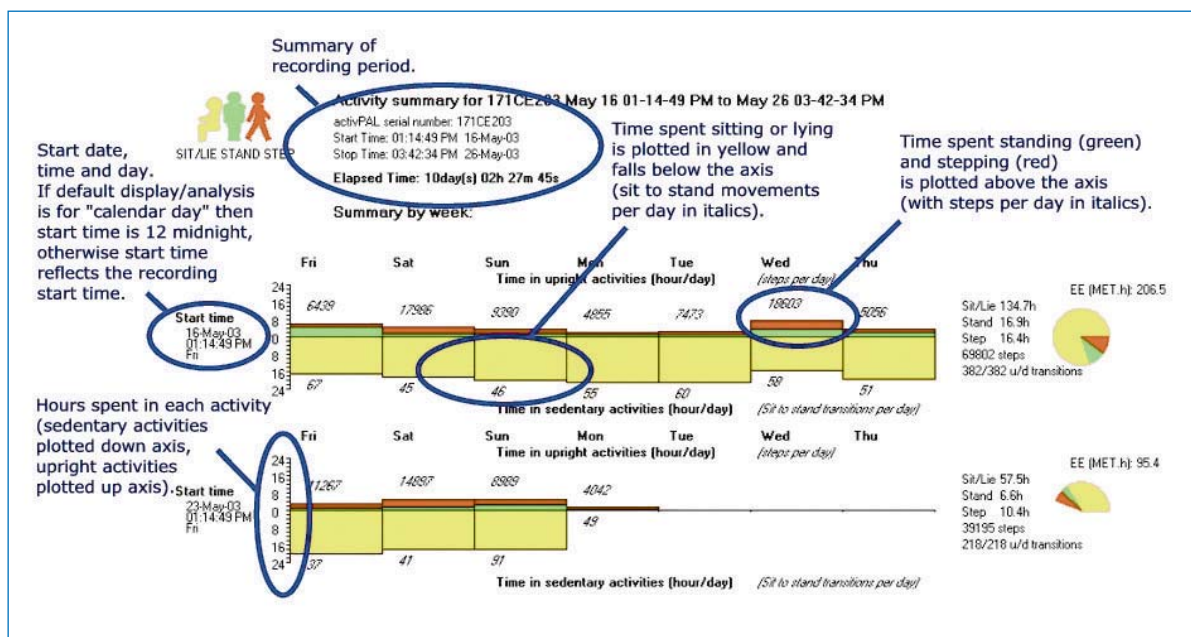 Summary of
recording period.
Activity summary for 171CE203 May 16 01-14-49 PM to May 26 03-42-34 PM
activPAL serial number: 171CE203
Start Time: 01:14:49 PM 16-May-03
Stop Time: 03:42:34 PM 26-May-03
Elapsed Time: 10day(s) 02h 27m 45s
Summary by week:
SIT/LIE STAND STEP
Start date,
time and day.
If default display/analysis
is for "calendar day" then
start time is 12 midnight,
otherwise start time
reflects the recording
start time.
Time spent sitting or lying
is plotted in yellow and
falls below the axis
(sit to stand movements
per day in italics).
Time spent standing (green)
and stepping (red)
is plotted above the axis
(with steps per day in italics).
Fri Sat Sun Mon Tue Wed Thu
Time in upright activities (hour/day) (steps per day)
24
16
8
0
8
16
24
Start time
16-May-03
01:14:49 PM
Fri
6439 17986 9390 4855 7473 18603 5056
67 45 46 55 60 58 51
Time in sedentary activities (hour/day) (Sit to stand transitions per day)
EE (MET.h): 206.5
Sit/Lie 134.7h
Stand 16.9h
Step 16.4h
69802 steps
382/382 u/d transitions
Hours spent in each activity
(sedentary activities
plotted down axis,
upright activities
plotted up axis).
Fri Sat Sun Mon Tue Wed Thu
Time in upright activities (hour/day) (steps per day)
24
16
8
0
8
16
24
Start time
23-May-03
01:14:49 PM
Fri
11267 14897 8989 4042
37 41 91 49
Time in sedentary activities (hour/day) (Sit to stand transitions per day)
EE (MET.h): 95.4
Sit/Lie 57.5h
Stand 6.6h
Step 10.4h
39195 steps
218/218 u/d transitions